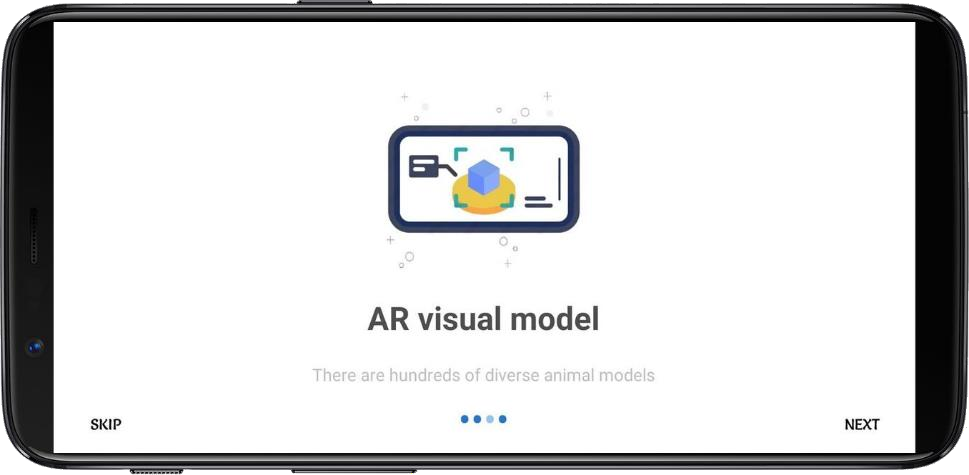 AR visual model
There are hundreds of diverse animal models
SKIP
NEXT